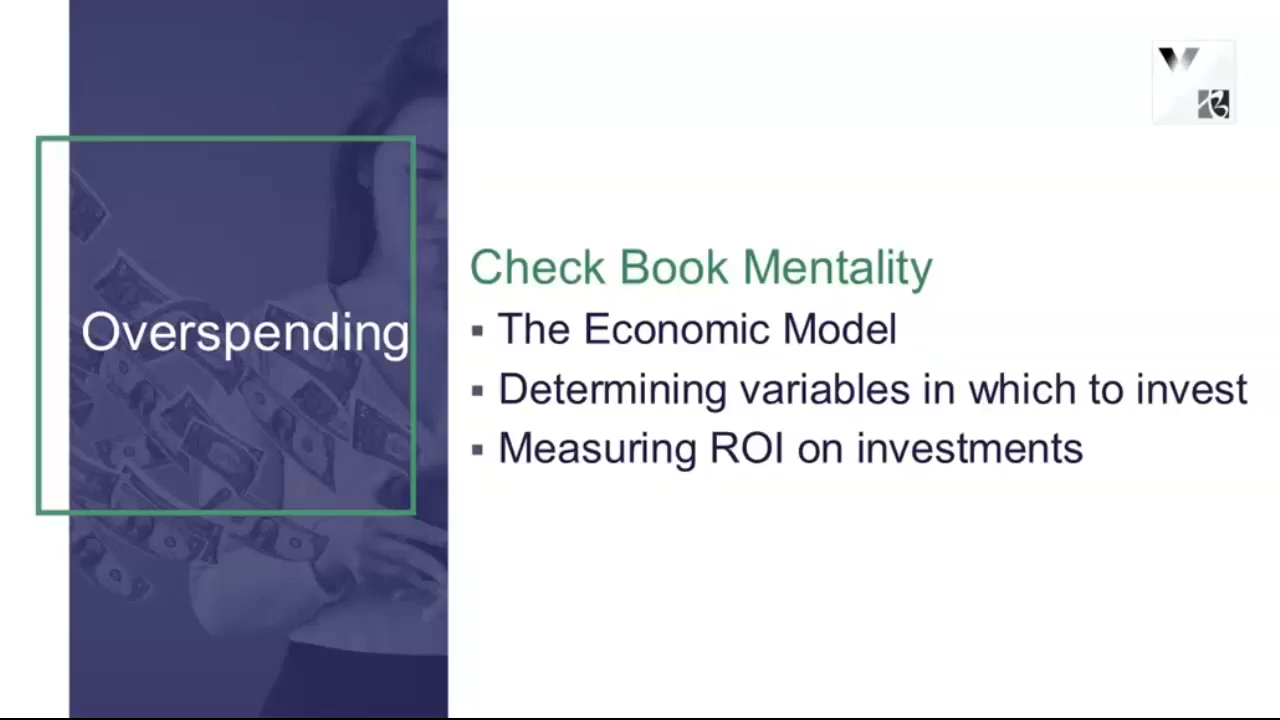 Overspending
Check Book Mentality
▪ The Economic Model
▪ Determining variables in which to invest
▪ Measuring ROI on investments